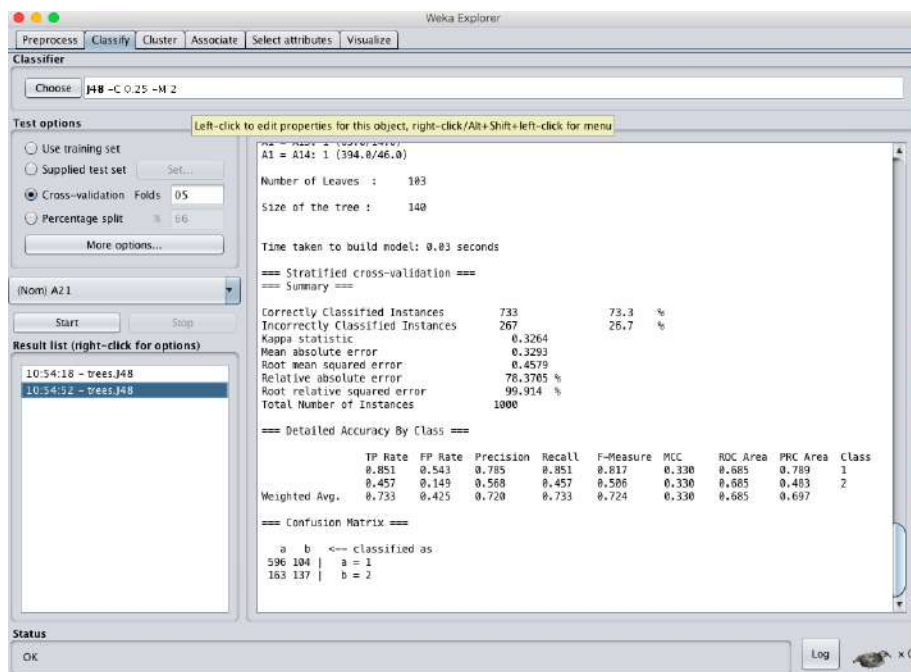 Weka Explorer
Preprocess Classify Cluster Associate Select attributes Visualize
Classifier
Choose J48 -C 0.25 -M 2
Test options
Left-click to edit properties for this object, right-click/Alt+Shift+left-click for menu
Use training set
Supplied test set Set...
Cross-validation Folds 05
Percentage split % 66
More options...
(Nom) A21
Start Stop
Result list (right-click for options)
10:54:18 - trees.J48
10:54:52 - trees.J48
A1 = A14: 1 (394.0/46.0)
Number of Leaves : 103
Size of the tree : 140
Time taken to build model: 0.03 seconds
=== Stratified cross-validation ===
=== Summary ===
Correctly Classified Instances 733 73.3 %
Incorrectly Classified Instances 267 26.7 %
Kappa statistic 0.3264
Mean absolute error 0.3293
Root mean squared error 0.4579
Relative absolute error 78.3705 %
Root relative squared error 99.914 %
Total Number of Instances 1000
=== Detailed Accuracy By Class ===
TP Rate FP Rate Precision Recall F-Measure MCC ROC Area PRC Area Class
0.851 0.543 0.785 0.851 0.817 0.330 0.685 0.789 1
0.457 0.149 0.568 0.457 0.506 0.330 0.685 0.483 2
Weighted Avg. 0.733 0.425 0.720 0.733 0.724 0.330 0.685 0.697
=== Confusion Matrix ===
a b <-- classified as
596 104 | a = 1
163 137 | b = 2
Status
OK
Log